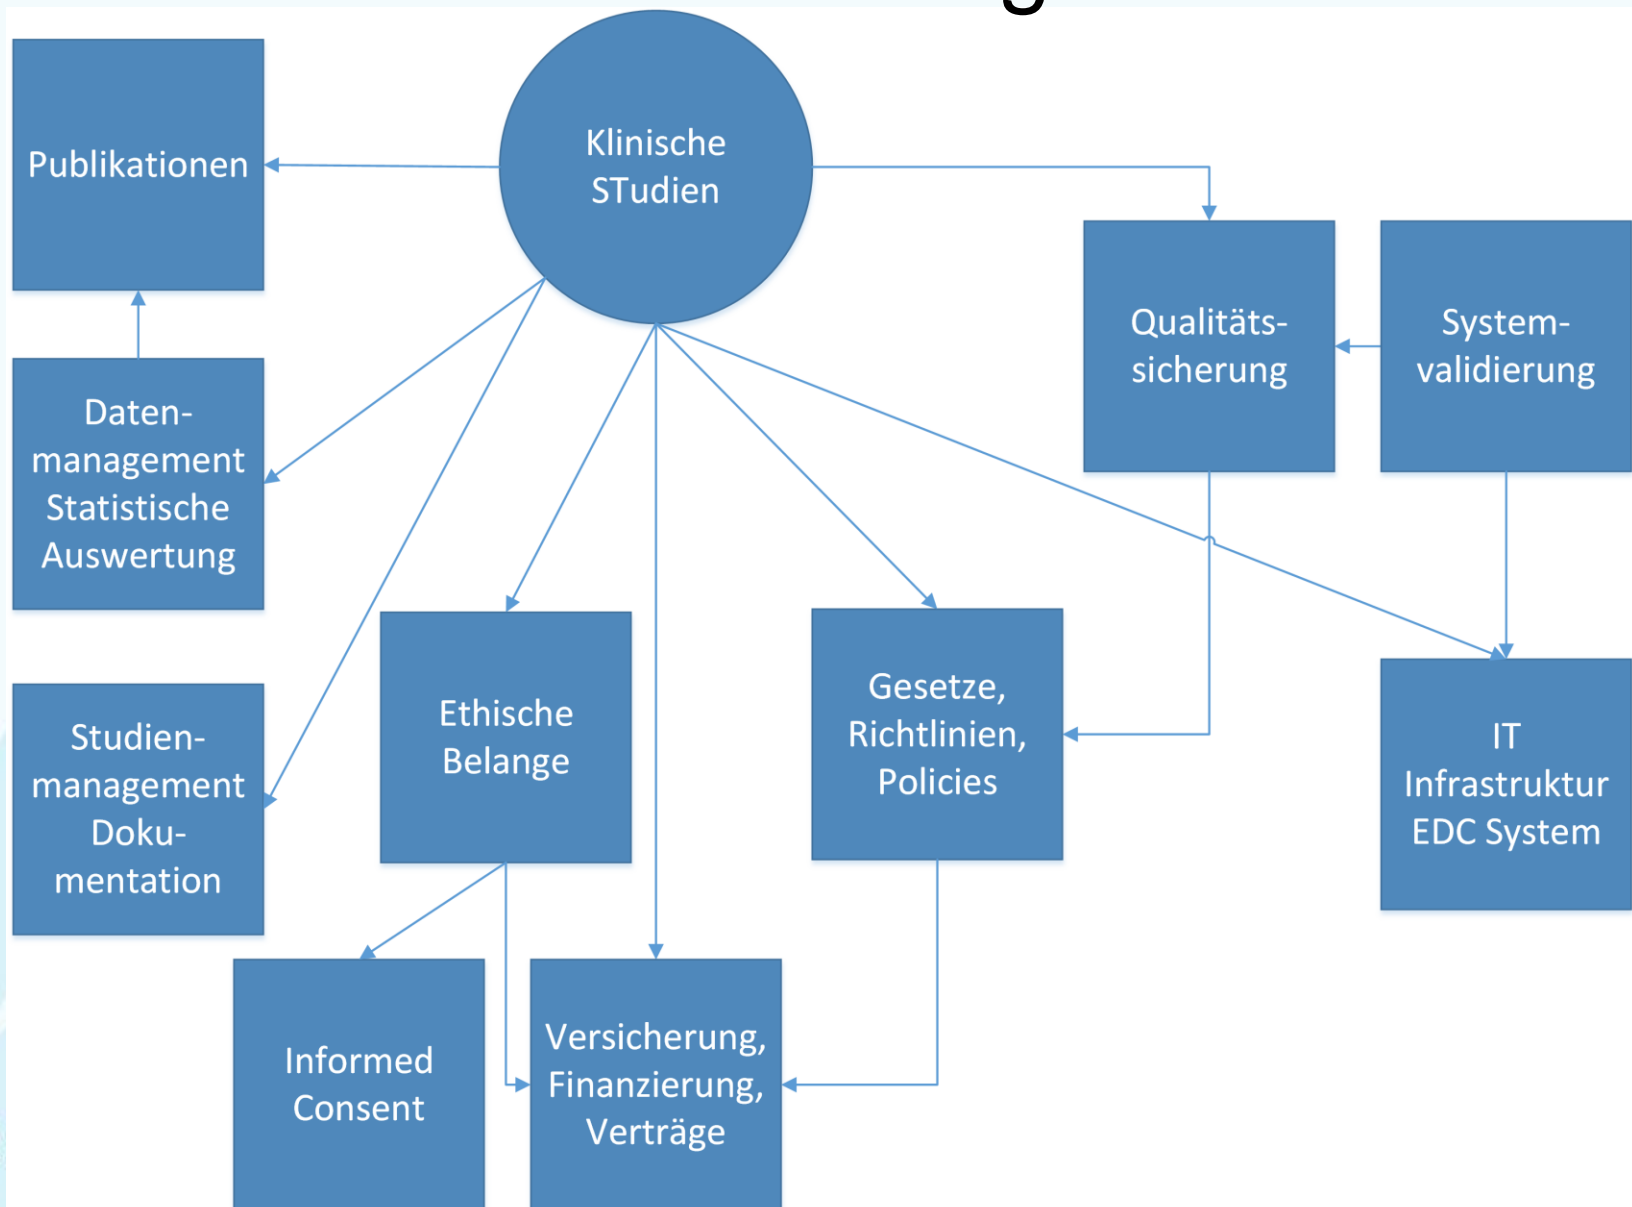 g
Klinische
STudien
Publikationen
Qualitäts-
sicherung
System-
validierung
Daten-
management
Statistische
Auswertung
Studien-
management
Doku-
mentation
Ethische
Belange
Gesetze,
Richtlinien,
Policies
IT
Infrastruktur
EDC System
Informed
Consent
Versicherung,
Finanzierung,
Verträge